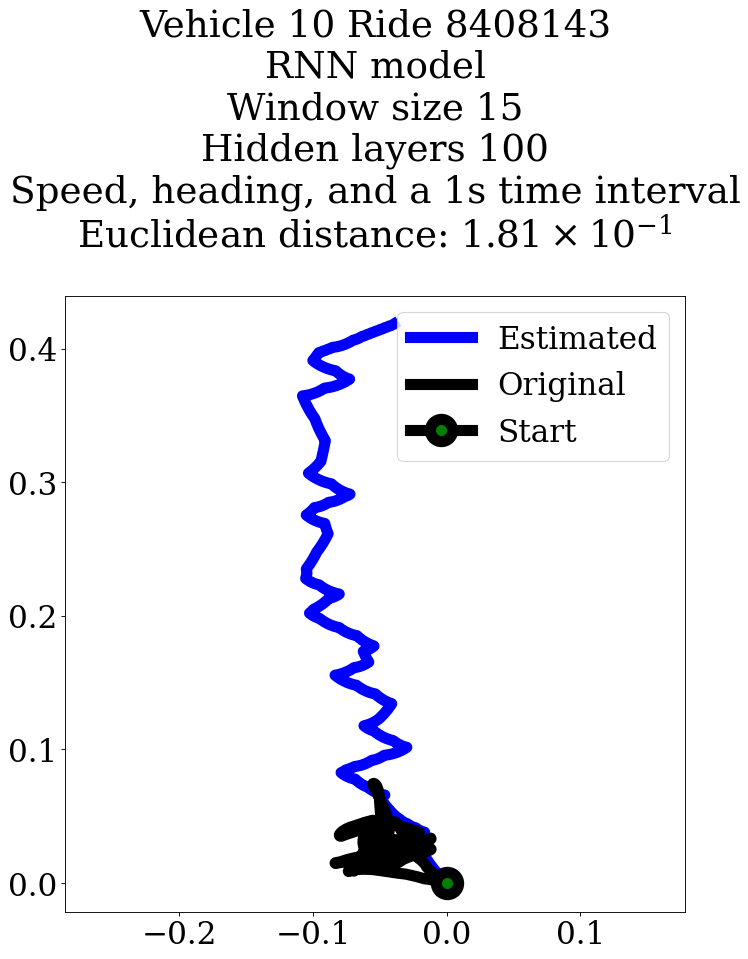 Vehicle 10 Ride 8408143
RNN model
Window size 15
Hidden layers 100
Speed, heading, and a 1s time interval
Euclidean distance: 1.81 × 10⁻¹
Estimated
Original
Start
0.4
0.3
0.2
0.1
0.0
−0.2
−0.1
0.0
0.1